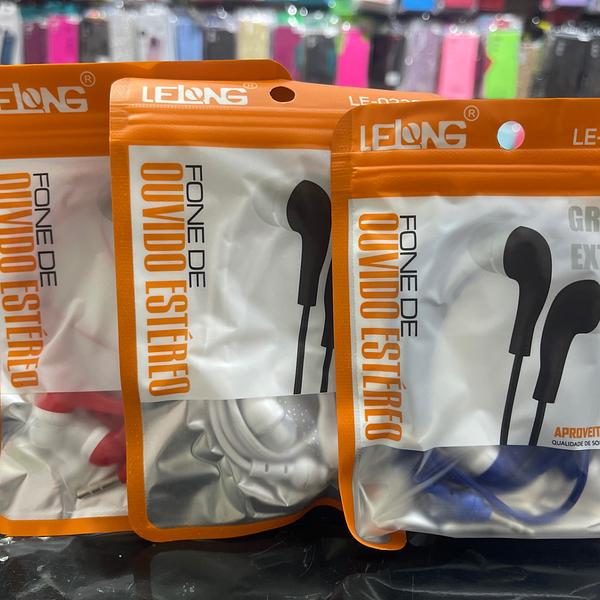 LELONG®
FONE DE
OUVIDO ESTÉREO
LELONG®
FONE DE
OUVIDO ESTÉREO
LELONG®
LE-
FONE DE
OUVIDO ESTÉREO
GR
EXT
APROVEIT
QUALIDADE DE SO